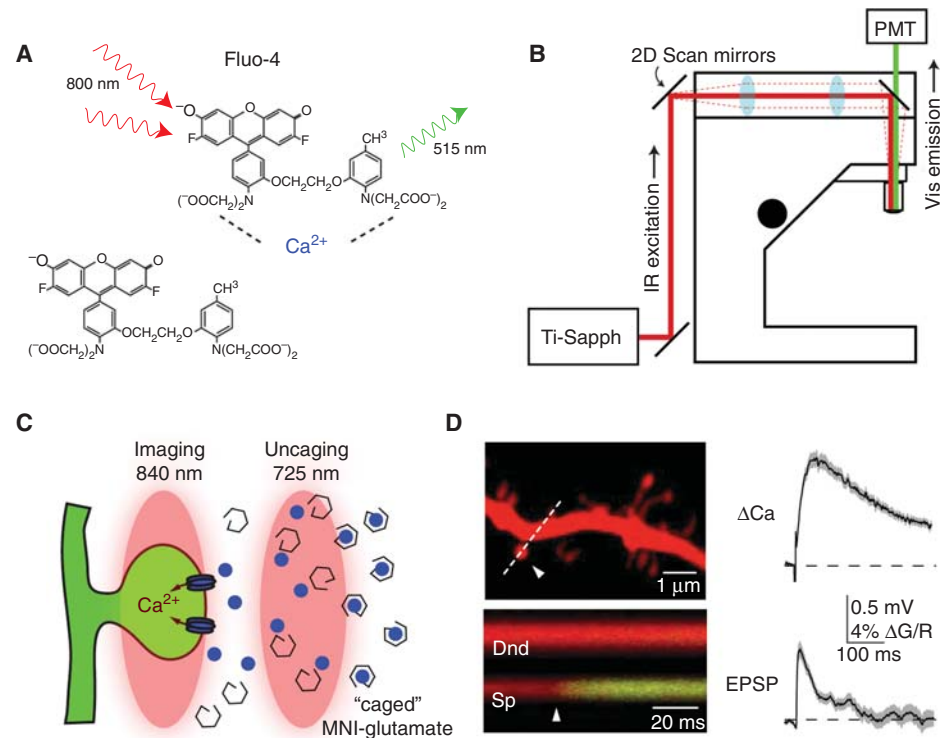 A
Fluo-4
800 nm
⁻O
O
O
F
F
CH³
515 nm
OCH₂CH₂O
(⁻OOCH₂)₂N
N(CH₂COO⁻)₂
Ca²⁺
⁻O
O
O
F
F
CH³
OCH₂CH₂O
(⁻OOCH₂)₂N
N(CH₂COO⁻)₂
B
PMT
2D Scan mirrors
IR excitation
Vis emission
Ti-Sapph
C
Imaging
840 nm
Uncaging
725 nm
Ca²⁺
"caged"
MNI-glutamate
D
1 μm
Dnd
Sp
20 ms
ΔCa
0.5 mV
4% ΔG/R
100 ms
EPSP